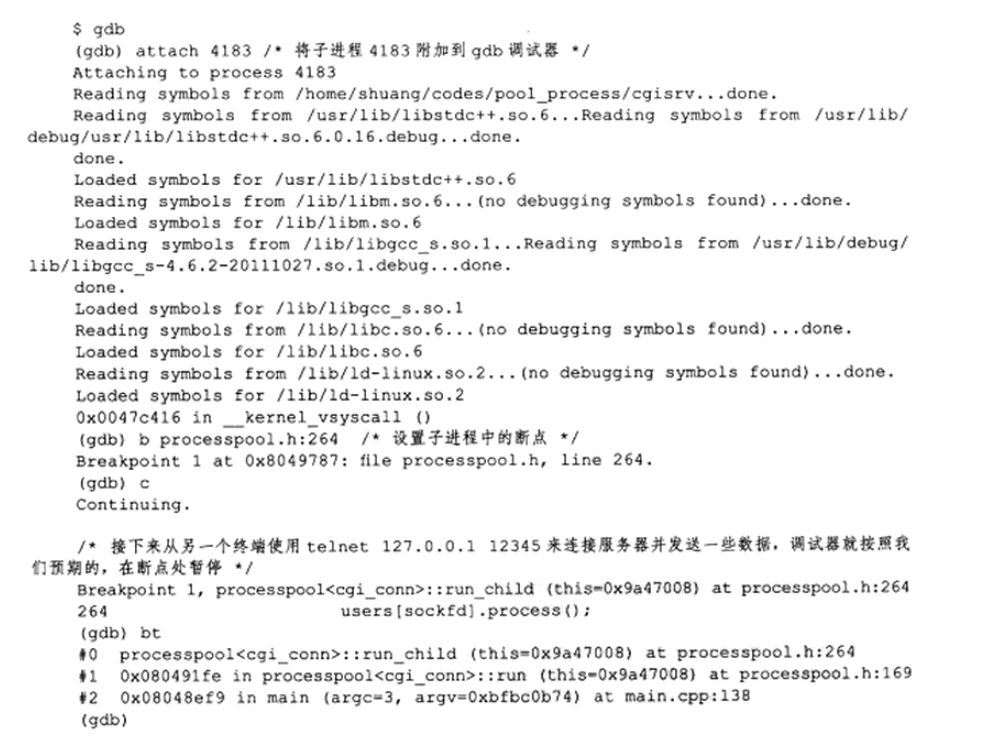 $ gdb
(gdb) attach 4183 /* 将子进程 4183 附加到 gdb 调试器 */
Attaching to process 4183
Reading symbols from /home/shuang/codes/pool_process/cgisrv...done.
Reading symbols from /usr/lib/libstdc++.so.6...Reading symbols from /usr/lib/
debug/usr/lib/libstdc++.so.6.0.16.debug...done.
done.
Loaded symbols for /usr/lib/libstdc++.so.6
Reading symbols from /lib/libm.so.6...(no debugging symbols found)...done.
Loaded symbols for /lib/libm.so.6
Reading symbols from /lib/libgcc_s.so.1...Reading symbols from /usr/lib/debug/
lib/libgcc_s-4.6.2-20111027.so.1.debug...done.
done.
Loaded symbols for /lib/libgcc_s.so.1
Reading symbols from /lib/libc.so.6...(no debugging symbols found)...done.
Loaded symbols for /lib/libc.so.6
Reading symbols from /lib/ld-linux.so.2...(no debugging symbols found)...done.
Loaded symbols for /lib/ld-linux.so.2
0x0047c416 in __kernel_vsyscall ()
(gdb) b processpool.h:264 /* 设置子进程中的断点 */
Breakpoint 1 at 0x8049787: file processpool.h, line 264.
(gdb) c
Continuing.
/* 接下来从另一个终端使用 telnet 127.0.0.1 12345 来连接服务器并发送一些数据，调试器就按照我
们预期的，在断点处暂停 */
Breakpoint 1, processpool<cgi_conn>::run_child (this=0x9a47008) at processpool.h:264
264 users[sockfd].process();
(gdb) bt
#0 processpool<cgi_conn>::run_child (this=0x9a47008) at processpool.h:264
#1 0x080491fe in processpool<cgi_conn>::run (this=0x9a47008) at processpool.h:169
#2 0x08048ef9 in main (argc=3, argv=0xbfbc0b74) at main.cpp:138
(gdb)